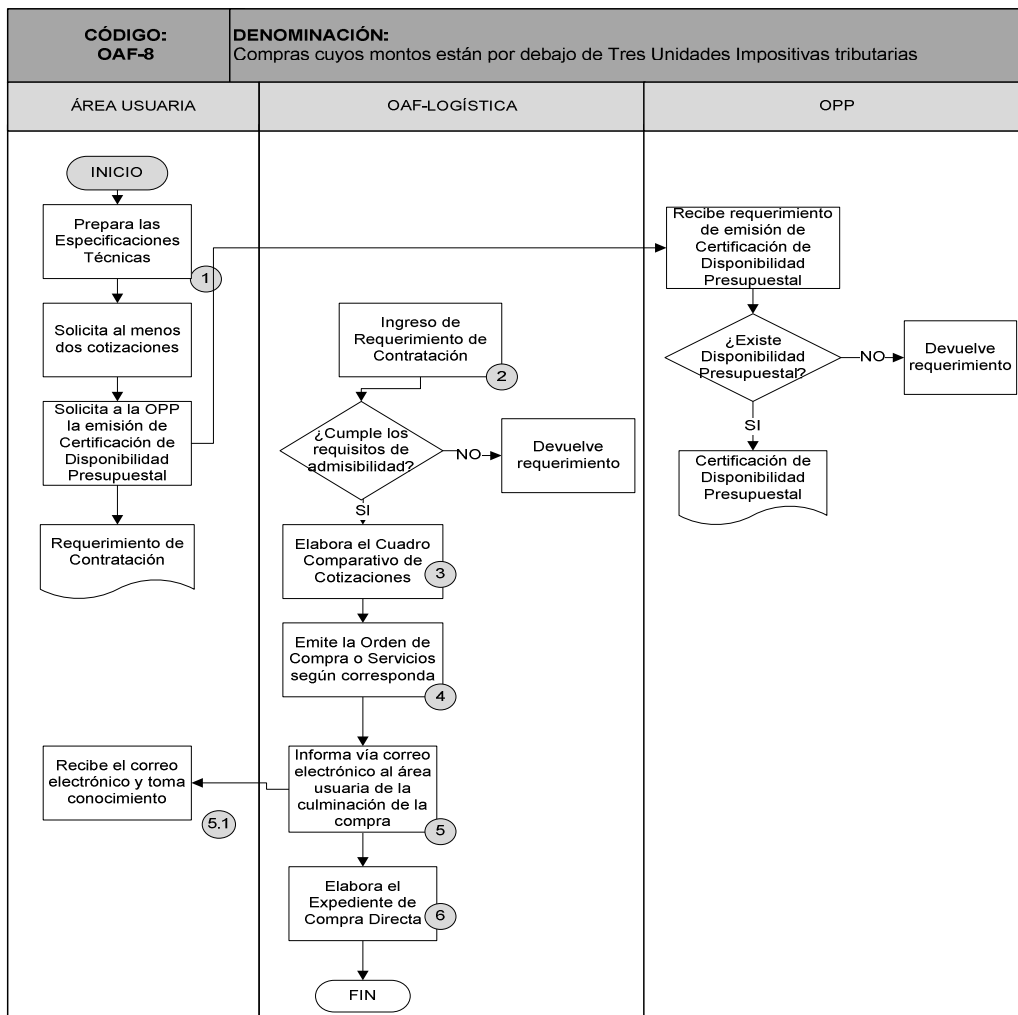 CÓDIGO:
OAF-8
DENOMINACIÓN:
Compras cuyos montos están por debajo de Tres Unidades Impositivas tributarias
ÁREA USUARIA
OAF-LOGÍSTICA
OPP
INICIO
Prepara las
Especificaciones
Técnicas
1
Solicita al menos
dos cotizaciones
Solicita a la OPP
la emisión de
Certificación de
Disponibilidad
Presupuestal
Requerimiento de
Contratación
Recibe el correo
electrónico y toma
conocimiento
5.1
Ingreso de
Requerimiento de
Contratación
2
¿Cumple los
requisitos de
admisibilidad?
NO
Devuelve
requerimiento
SI
Elabora el Cuadro
Comparativo de
Cotizaciones
3
Emite la Orden de
Compra o Servicios
según corresponda
4
Informa vía correo
electrónico al área
usuaria de la
culminación de la
compra
5
Elabora el
Expediente de
Compra Directa
6
FIN
Recibe requerimiento
de emisión de
Certificación de
Disponibilidad
Presupuestal
¿Existe
Disponibilidad
Presupuestal?
NO
Devuelve
requerimiento
SI
Certificación de
Disponibilidad
Presupuestal